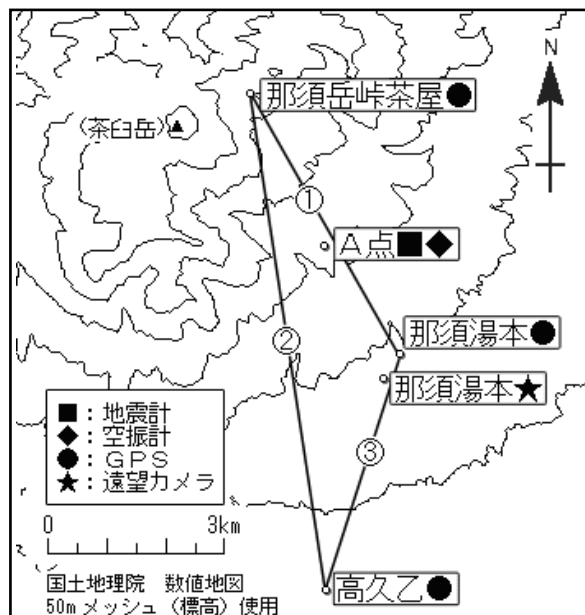 N
那須岳峠茶屋●
(茶臼岳)▲
①
A点■◆
②
那須湯本●
那須湯本★
③
■：地震計
◆：空振計
●：GPS
★：遠望カメラ
0 3km
国土地理院 数値地図
50mメッシュ（標高）使用
高久乙●